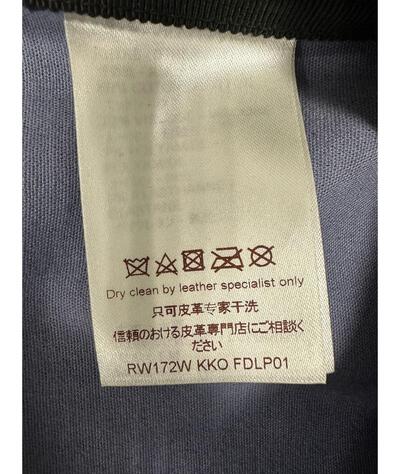 Dry clean by leather specialist only
只可皮革专家干洗
信頼のおける皮革専門店にご相談く
ださい
RW172W KKO FDLP01